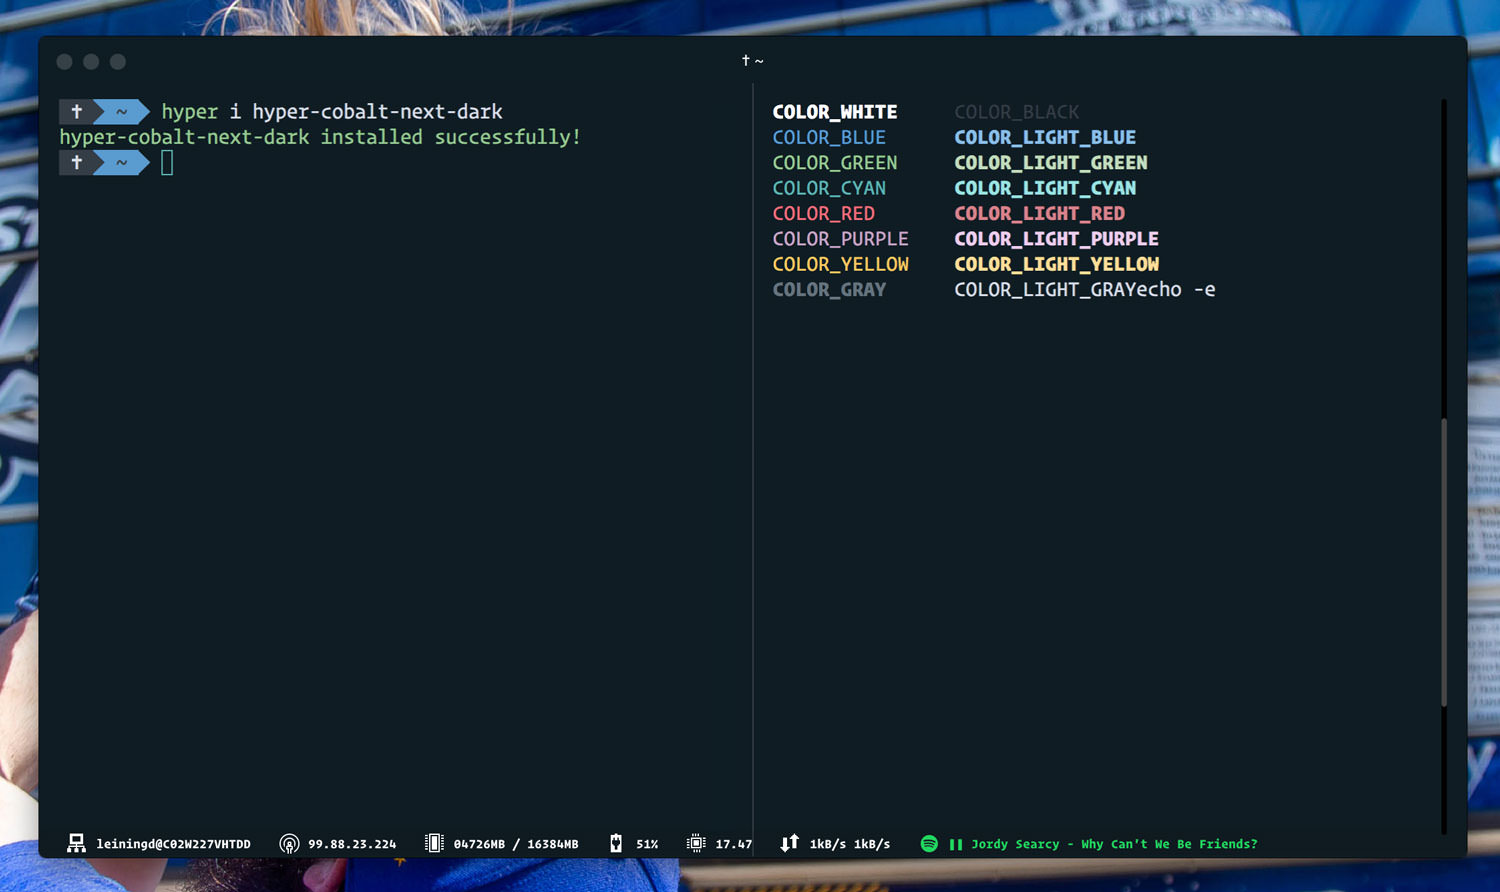 † ~
† ~ hyper i hyper-cobalt-next-dark
hyper-cobalt-next-dark installed successfully!
† ~
COLOR_WHITE COLOR_BLACK
COLOR_BLUE COLOR_LIGHT_BLUE
COLOR_GREEN COLOR_LIGHT_GREEN
COLOR_CYAN COLOR_LIGHT_CYAN
COLOR_RED COLOR_LIGHT_RED
COLOR_PURPLE COLOR_LIGHT_PURPLE
COLOR_YELLOW COLOR_LIGHT_YELLOW
COLOR_GRAY COLOR_LIGHT_GRAYecho -e
leiningd@C02W227VHTDD 99.88.23.224 04726MB / 16384MB 51% 17.47 1kB/s 1kB/s Jordy Searcy - Why Can't We Be Friends?